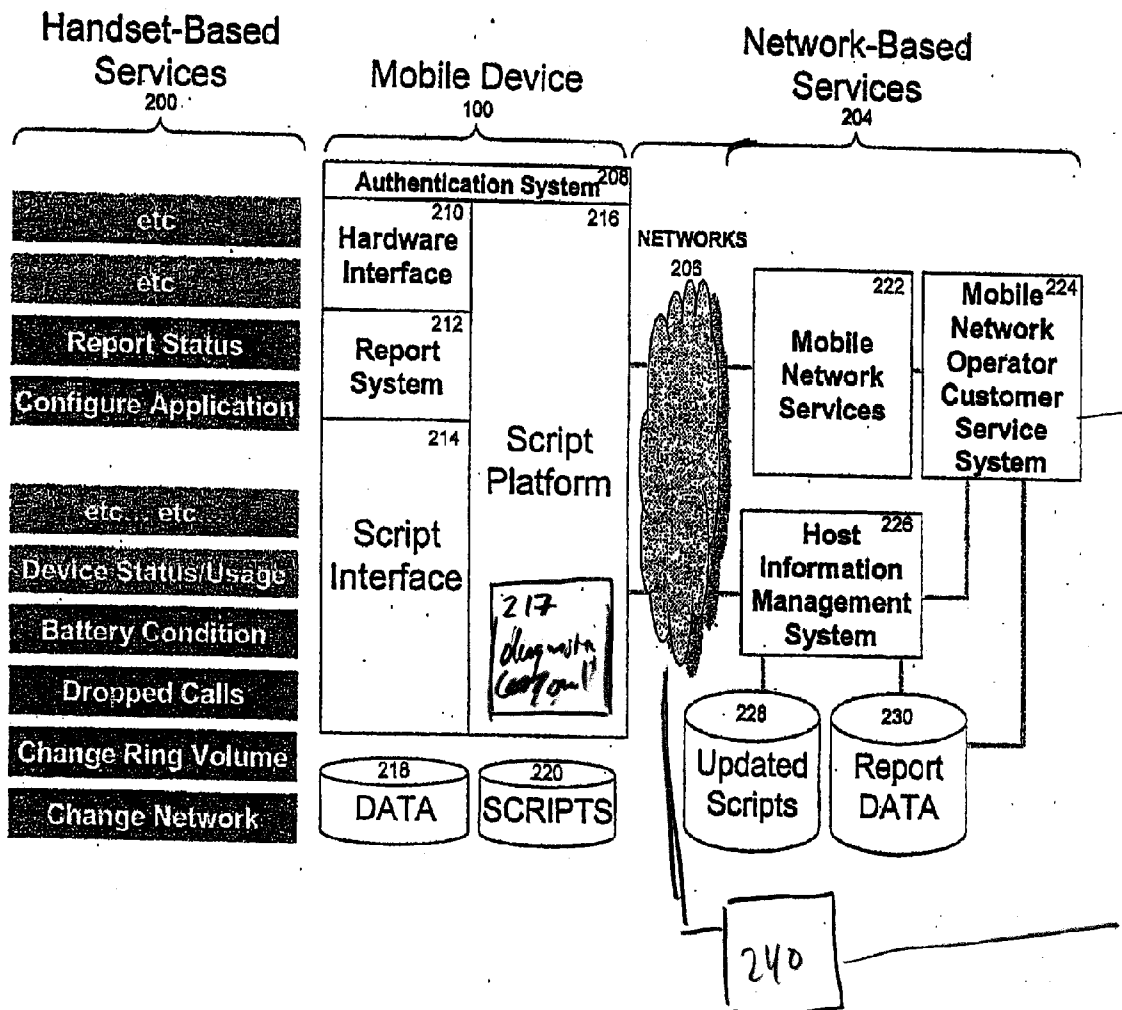 Handset-Based
Services
200
Mobile Device
100
Network-Based
Services
204
etc
etc
Report Status
Configure Application
etc... etc
Device Status/Usage
Battery Condition
Dropped Calls
Change Ring Volume
Change Network
Authentication System 208
210
Hardware
Interface
212
Report
System
214
Script
Interface
216
Script
Platform
217
218
DATA
220
SCRIPTS
NETWORKS
206
222
Mobile
Network
Services
Mobile 224
Network
Operator
Customer
Service
System
Host 226
Information
Management
System
228
Updated
Scripts
230
Report
DATA
240